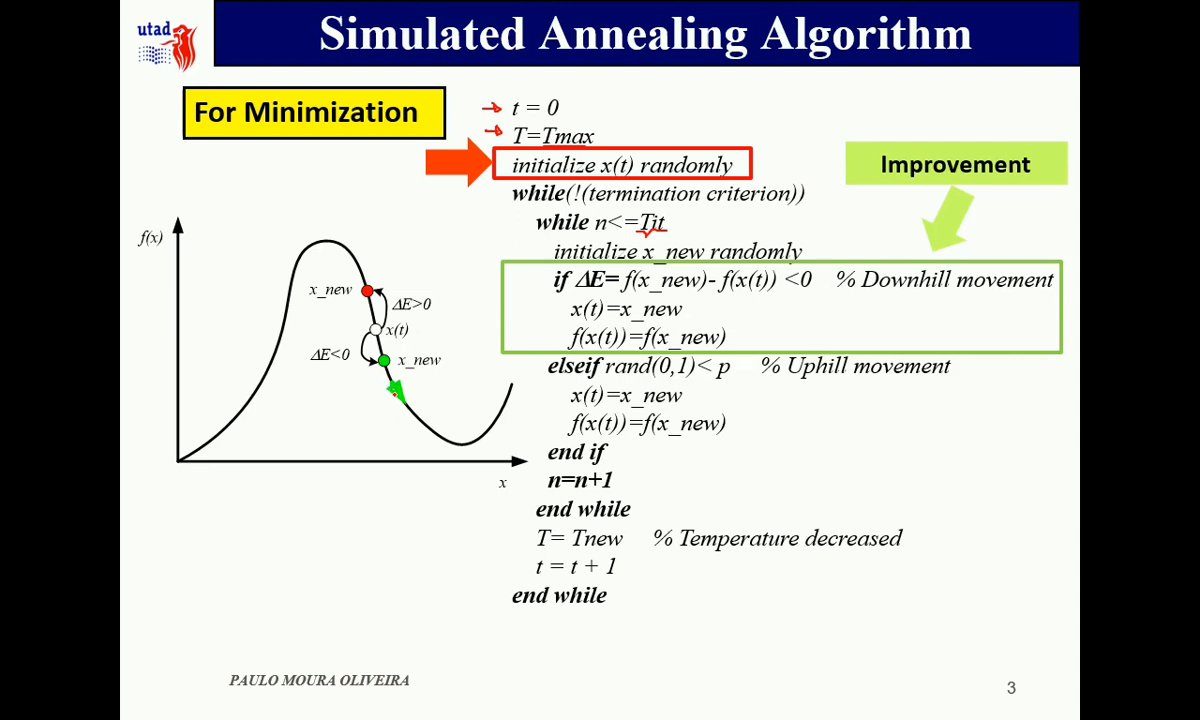 utad
Simulated Annealing Algorithm
For Minimization
t = 0
T=Tmax
initialize x(t) randomly
while(!(termination criterion))
while n<=Tit
initialize x_new randomly
if ΔE= f(x_new)- f(x(t)) <0 % Downhill movement
x(t)=x_new
f(x(t))=f(x_new)
elseif rand(0,1)< p % Uphill movement
x(t)=x_new
f(x(t))=f(x_new)
end if
n=n+1
end while
T= Tnew % Temperature decreased
t = t + 1
end while
Improvement
f(x)
x_new
ΔE>0
x(t)
ΔE<0
x_new
x
PAULO MOURA OLIVEIRA
3